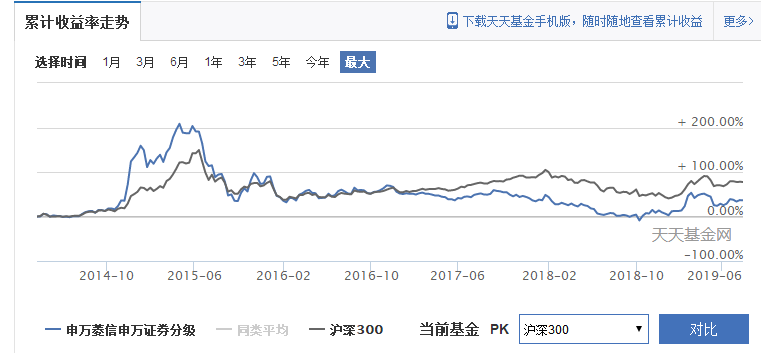 累计收益率走势 下载天天基金手机版，随时随地查看累计收益 更多>
选择时间 1月 3月 6月 1年 3年 5年 今年 最大
+ 200.00%
+ 100.00%
0.00%
天天基金网
-100.00%
2014-10 2015-06 2016-02 2016-10 2017-06 2018-02 2018-10 2019-06
申万菱信申万证券分级 同类平均 沪深300 当前基金 PK 沪深300 对比